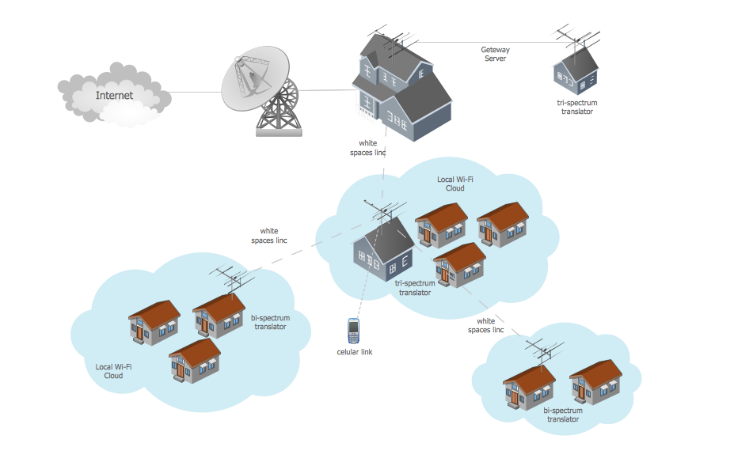 Internet
Geteway
Server
tri-spectrum
translator
white
spaces linc
Local Wi-Fi
Cloud
white
spaces linc
tri-spectrum
translator
bi-spectrum
translator
white
spaces linc
celular link
Local Wi-Fi
Cloud
bi-spectrum
translator